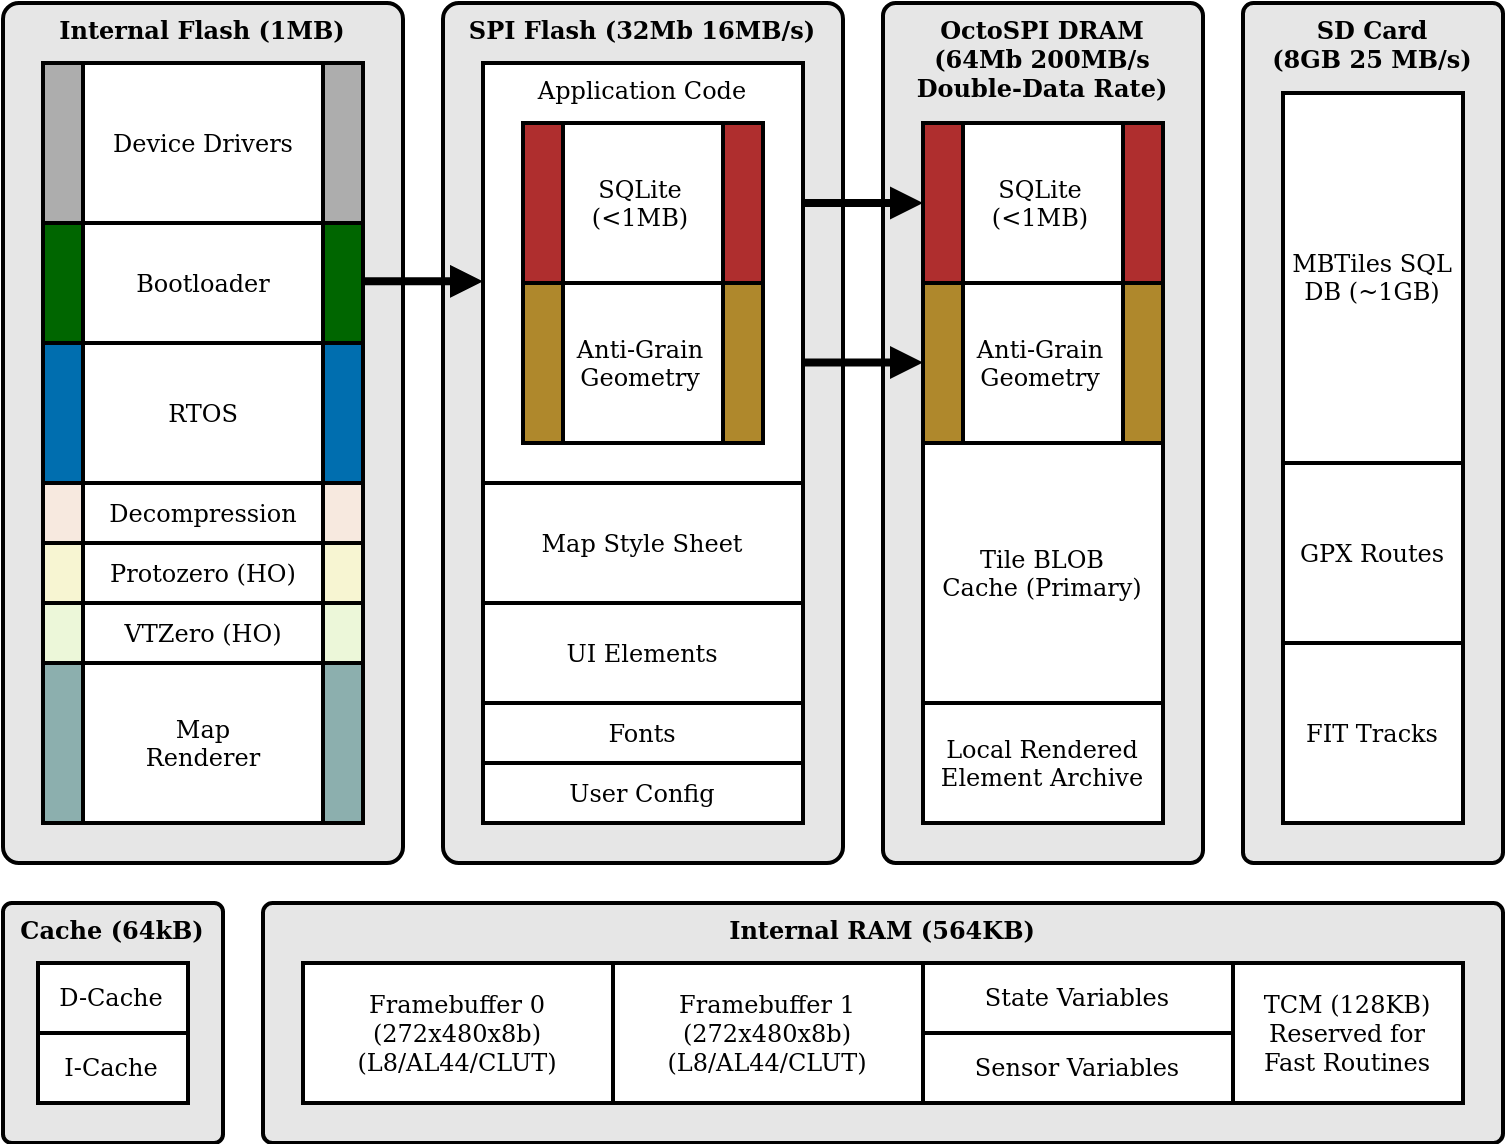 Internal Flash (1MB)
Device Drivers
Bootloader
RTOS
Decompression
Protozero (HO)
VTZero (HO)
Map
Renderer
SPI Flash (32Mb 16MB/s)
Application Code
SQLite
(<1MB)
Anti-Grain
Geometry
Map Style Sheet
UI Elements
Fonts
User Config
OctoSPI DRAM
(64Mb 200MB/s
Double-Data Rate)
SQLite
(<1MB)
Anti-Grain
Geometry
Tile BLOB
Cache (Primary)
Local Rendered
Element Archive
SD Card
(8GB 25 MB/s)
MBTiles SQL
DB (~1GB)
GPX Routes
FIT Tracks
Cache (64kB)
D-Cache
I-Cache
Internal RAM (564KB)
Framebuffer 0
(272x480x8b)
(L8/AL44/CLUT)
Framebuffer 1
(272x480x8b)
(L8/AL44/CLUT)
State Variables
Sensor Variables
TCM (128KB)
Reserved for
Fast Routines